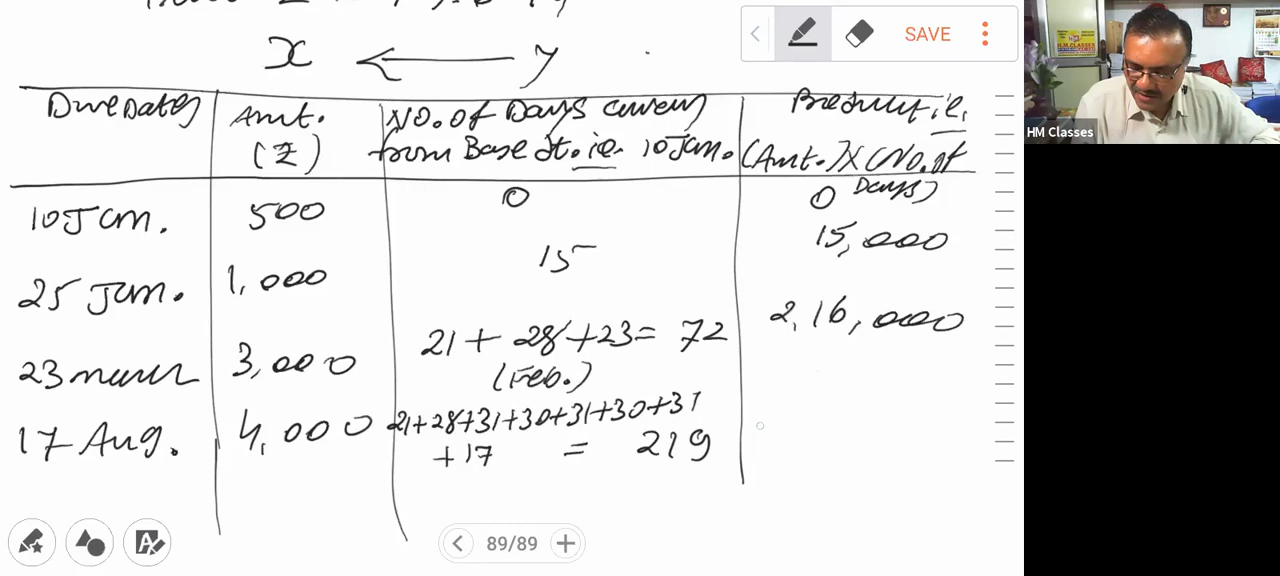 x ← y
SAVE
HM Classes
Due Dates
Amt.
(₹)
No. of Days
from Base dt. i.e. 10 Jan.
Product i.e.
(Amt.) X (No. of
Days)
10 Jan.
500
0
0
25 Jan.
1,000
15
15,000
23 March
3,000
21 + 28 + 23 = 72
(Feb.)
2,16,000
17 Aug.
4,000
21+28+31+30+31+30+31
+17 = 219
89/89